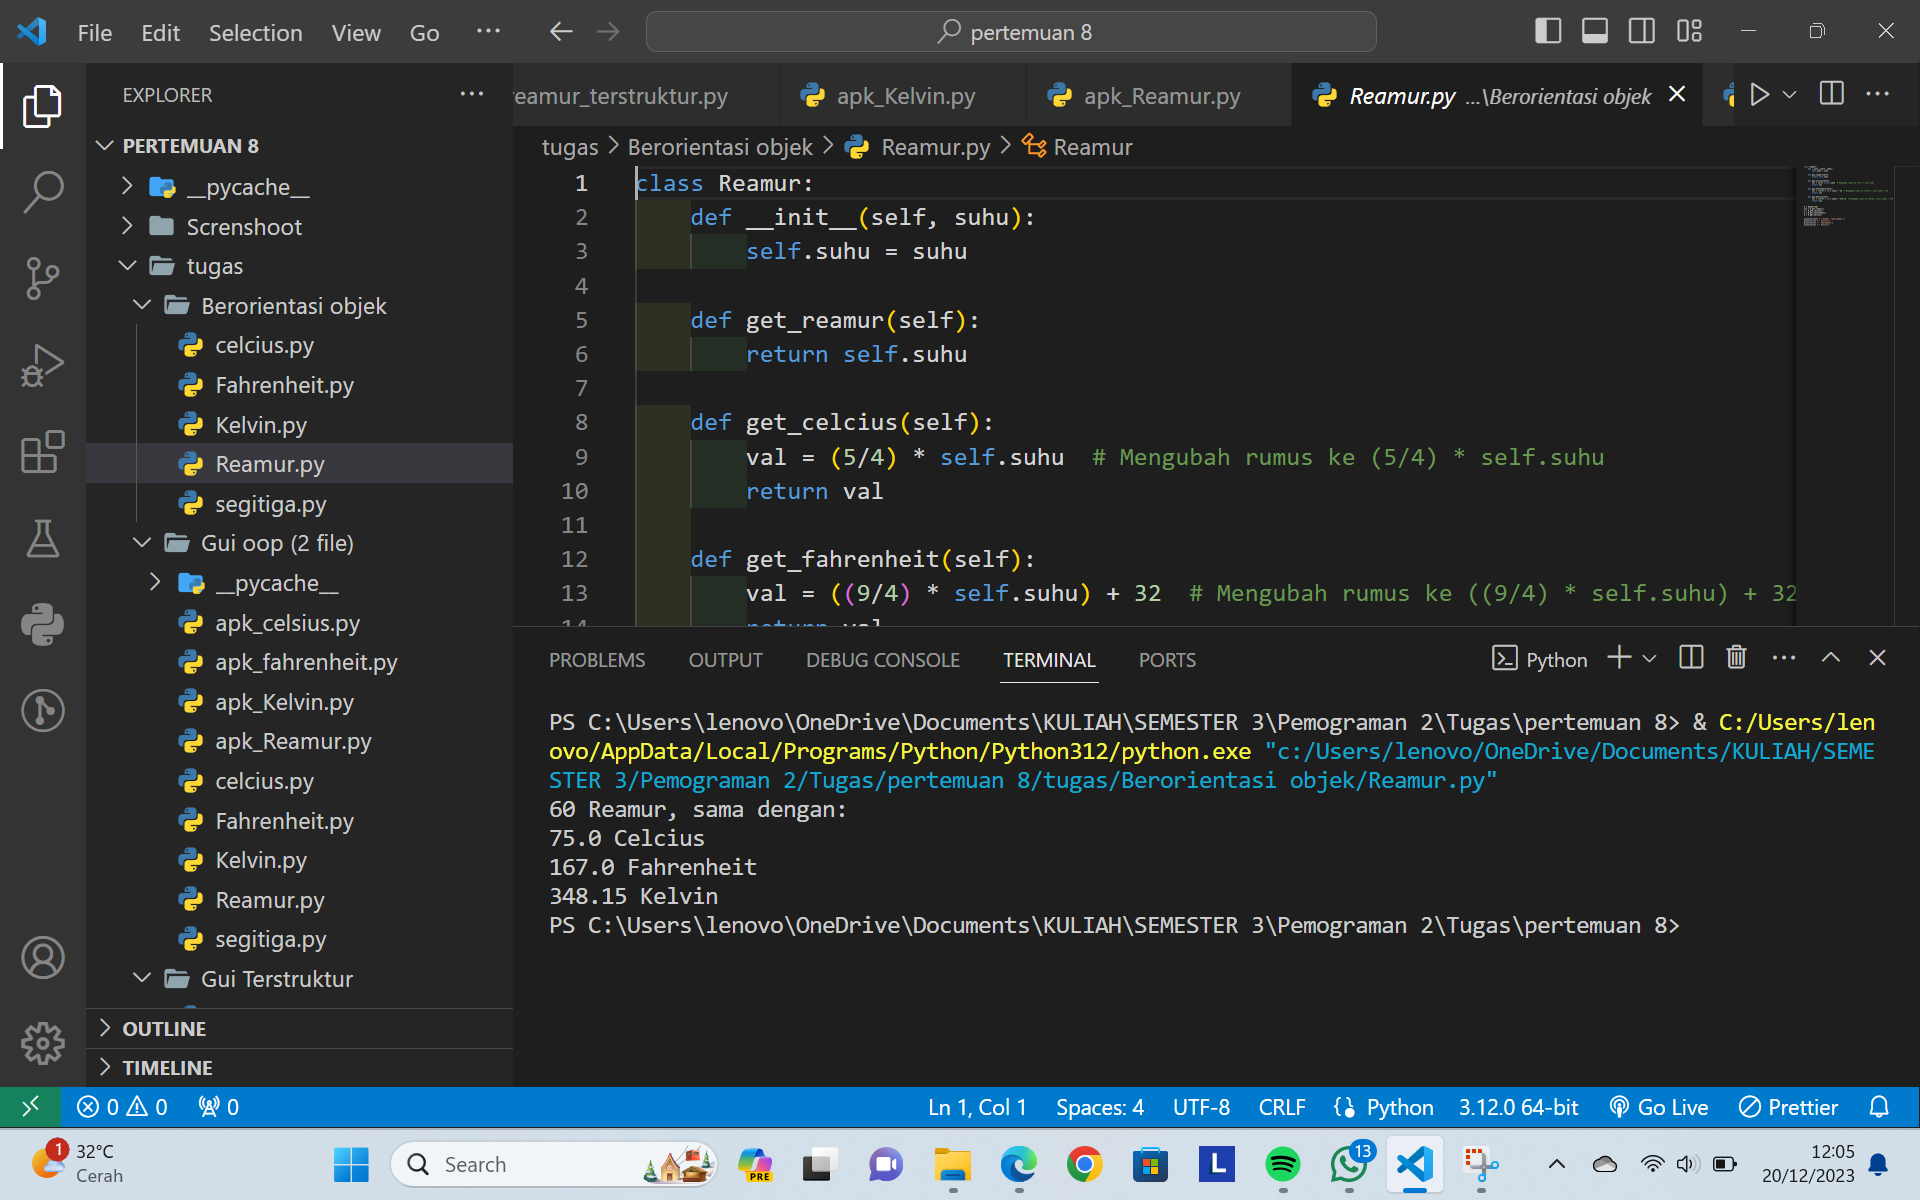 File Edit Selection View Go ···
pertemuan 8
EXPLORER
PERTEMUAN 8
__pycache__
Screnshoot
tugas
Berorientasi objek
celcius.py
Fahrenheit.py
Kelvin.py
Reamur.py
segitiga.py
Gui oop (2 file)
__pycache__
apk_celsius.py
apk_fahrenheit.py
apk_Kelvin.py
apk_Reamur.py
celcius.py
Fahrenheit.py
Kelvin.py
Reamur.py
segitiga.py
Gui Terstruktur
OUTLINE
TIMELINE
eamur_terstruktur.py apk_Kelvin.py apk_Reamur.py Reamur.py ...\Berorientasi objek
tugas > Berorientasi objek > Reamur.py > Reamur
1 class Reamur:
2 def __init__(self, suhu):
3 self.suhu = suhu
4
5 def get_reamur(self):
6 return self.suhu
7
8 def get_celcius(self):
9 val = (5/4) * self.suhu # Mengubah rumus ke (5/4) * self.suhu
10 return val
11
12 def get_fahrenheit(self):
13 val = ((9/4) * self.suhu) + 32 # Mengubah rumus ke ((9/4) * self.suhu) + 32
14 return val
PROBLEMS OUTPUT DEBUG CONSOLE TERMINAL PORTS
Python
PS C:\Users\lenovo\OneDrive\Documents\KULIAH\SEMESTER 3\Pemograman 2\Tugas\pertemuan 8> & C:/Users/len
ovo/AppData/Local/Programs/Python/Python312/python.exe "c:/Users/lenovo/OneDrive/Documents/KULIAH/SEME
STER 3/Pemograman 2/Tugas/pertemuan 8/tugas/Berorientasi objek/Reamur.py"
60 Reamur, sama dengan:
75.0 Celcius
167.0 Fahrenheit
348.15 Kelvin
PS C:\Users\lenovo\OneDrive\Documents\KULIAH\SEMESTER 3\Pemograman 2\Tugas\pertemuan 8>
0 0 0
Ln 1, Col 1 Spaces: 4 UTF-8 CRLF Python 3.12.0 64-bit Go Live Prettier
1 32°C
Cerah
Search
PRE
L
13
12:05
20/12/2023